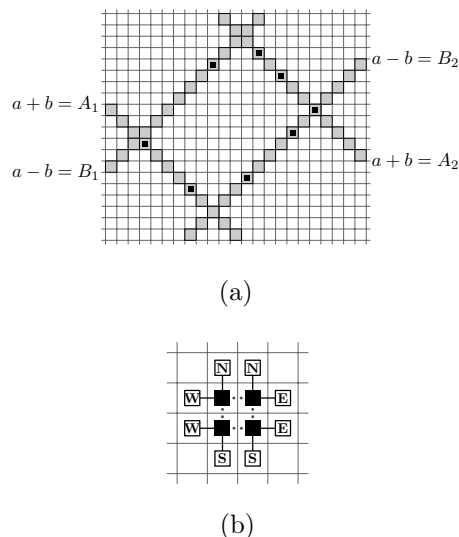 a − b = B₂
a + b = A₁
a − b = B₁
a + b = A₂
(a)
N N
W E
W E
S S
(b)